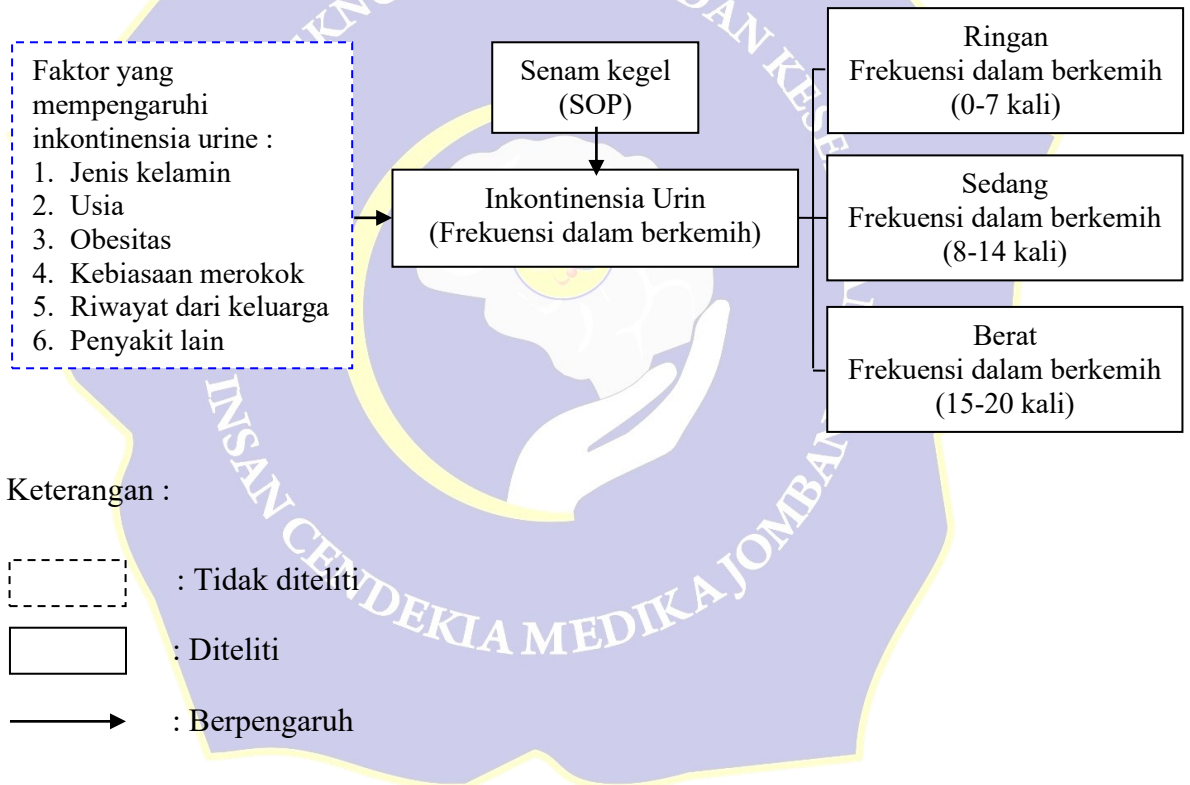 Faktor yang
mempengaruhi
inkontinensia urine :
1. Jenis kelamin
2. Usia
3. Obesitas
4. Kebiasaan merokok
5. Riwayat dari keluarga
6. Penyakit lain
Senam kegel
(SOP)
Inkontinensia Urin
(Frekuensi dalam berkemih)
Ringan
Frekuensi dalam berkemih
(0-7 kali)
Sedang
Frekuensi dalam berkemih
(8-14 kali)
Berat
Frekuensi dalam berkemih
(15-20 kali)
Keterangan :
: Tidak diteliti
: Diteliti
: Berpengaruh
DAN
INSAN CENDEKIA MEDIKA